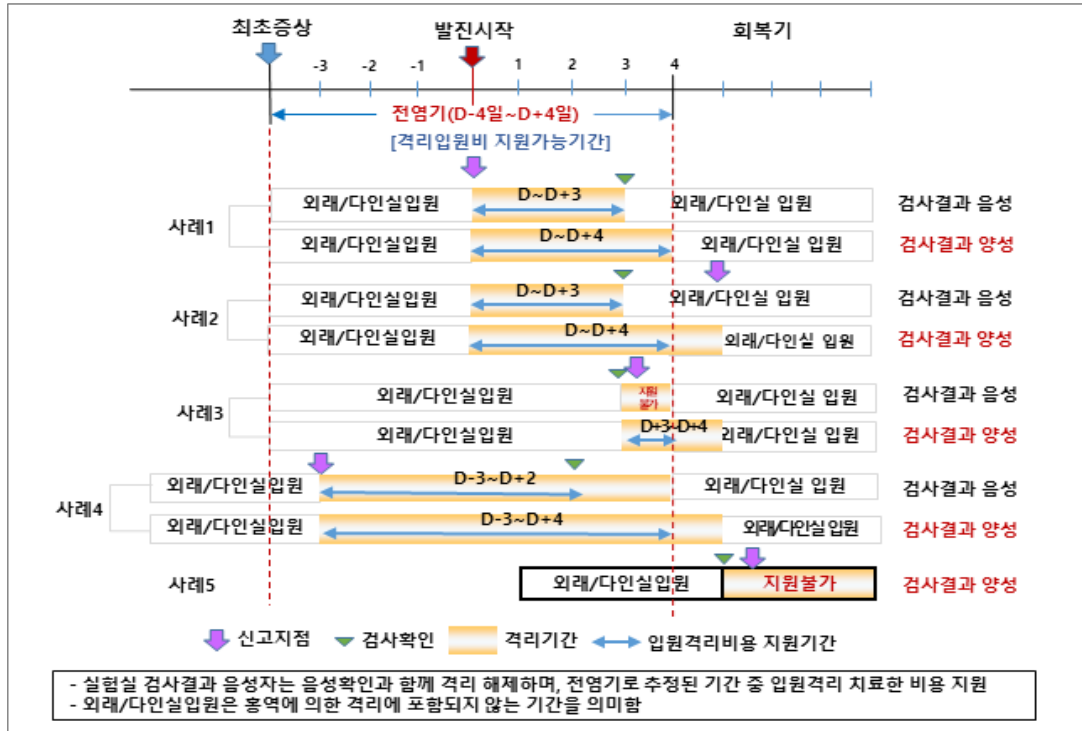 최초증상 발진시작 회복기
-3 -2 -1 1 2 3 4
전염기(D-4일~D+4일)
[격리입원비 지원가능기간]
사례1
외래/다인실입원 D~D+3 외래/다인실 입원 검사결과 음성
외래/다인실입원 D~D+4 외래/다인실 입원 검사결과 양성
사례2
외래/다인실입원 D~D+3 외래/다인실 입원 검사결과 음성
외래/다인실입원 D~D+4 외래/다인실 입원 검사결과 양성
사례3
외래/다인실입원 지원불가 외래/다인실 입원 검사결과 음성
외래/다인실입원 D+3~D+4 외래/다인실 입원 검사결과 양성
사례4
외래/다인실입원 D-3~D+2 외래/다인실 입원 검사결과 음성
외래/다인실입원 D-3~D+4 외래/다인실입원 검사결과 양성
사례5 외래/다인실입원 지원불가 검사결과 양성
신고지점 검사확인 격리기간 입원격리비용 지원기간
- 실험실 검사결과 음성자는 음성확인과 함께 격리 해제하며, 전염기로 추정된 기간 중 입원격리 치료한 비용 지원
- 외래/다인실입원은 홍역에 의한 격리에 포함되지 않는 기간을 의미함